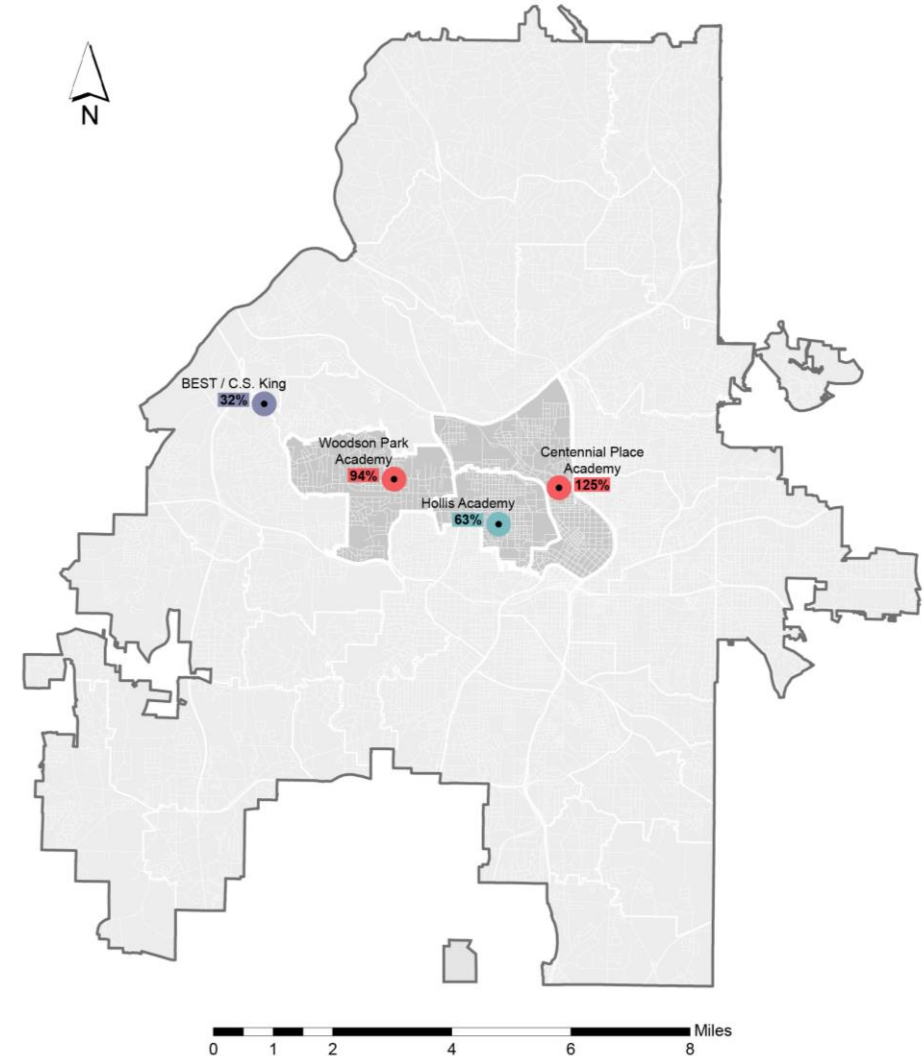 N
BEST / C.S. King
32%
Woodson Park
Academy
94%
Centennial Place
Academy
125%
Hollis Academy
63%
Miles
0 1 2 4 6 8